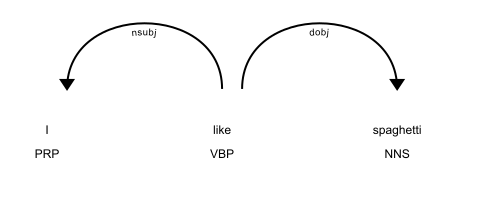 nsubj dobj
I like spaghetti
PRP VBP NNS